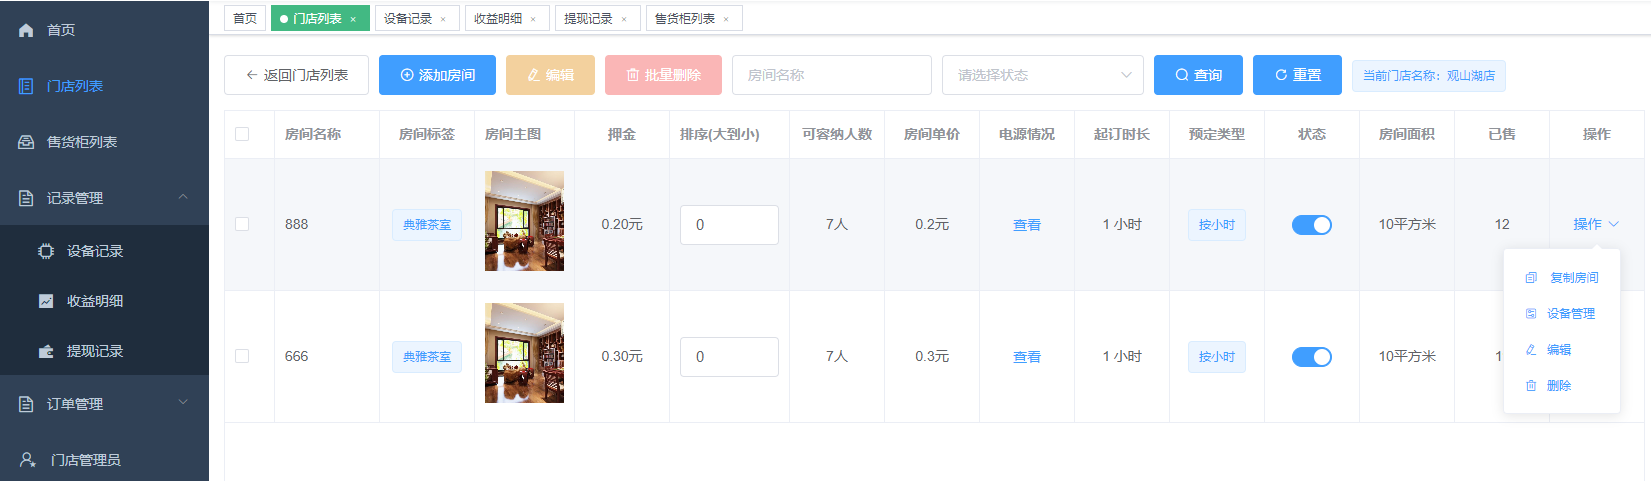 首页
门店列表
售货柜列表
记录管理
设备记录
收益明细
提现记录
订单管理
门店管理员
首页 门店列表 × 设备记录 × 收益明细 × 提现记录 × 售货柜列表 ×
返回门店列表 添加房间 编辑 批量删除 房间名称 请选择状态 查询 重置 当前门店名称：观山湖店
房间名称 房间标签 房间主图 押金 排序(大到小) 可容纳人数 房间单价 电源情况 起订时长 预定类型 状态 房间面积 已售 操作
888 典雅茶室 0.20元 0 7人 0.2元 查看 1 小时 按小时 10平方米 12 操作
复制房间
设备管理
编辑
删除
666 典雅茶室 0.30元 0 7人 0.3元 查看 1 小时 按小时 10平方米